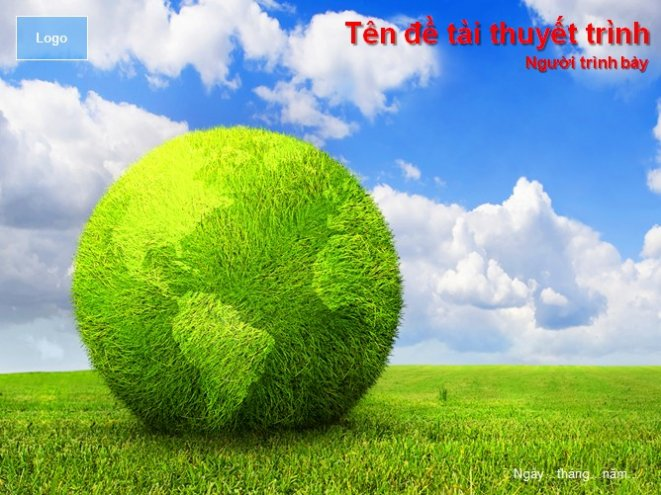 Logo
Tên đề tài thuyết trình
Người trình bày
Ngày...tháng...năm...